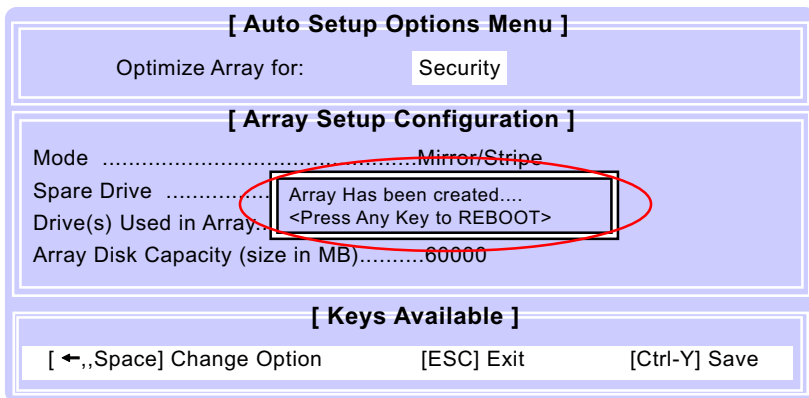 [ Auto Setup Options Menu ]
Optimize Array for: Security
[ Array Setup Configuration ]
Mode ................................................Mirror/Stripe
Spare Drive ................
Array Has been created....
Drive(s) Used in Array..
<Press Any Key to REBOOT>
Array Disk Capacity (size in MB)..........60000
[ Keys Available ]
[ ←,,Space] Change Option [ESC] Exit [Ctrl-Y] Save